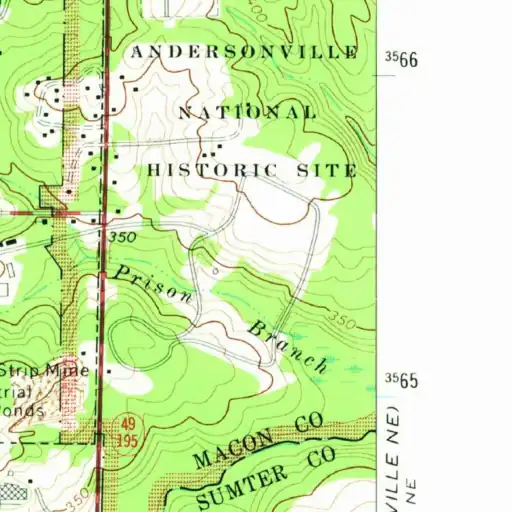 400
ANDERSONVILLE
3566
NATIONAL
HISTORIC SITE
350
Prison
Branch
350
Strip Mine
3565
49
195
MACON CO
SUMTER CO
350
VILLE NE)
NE